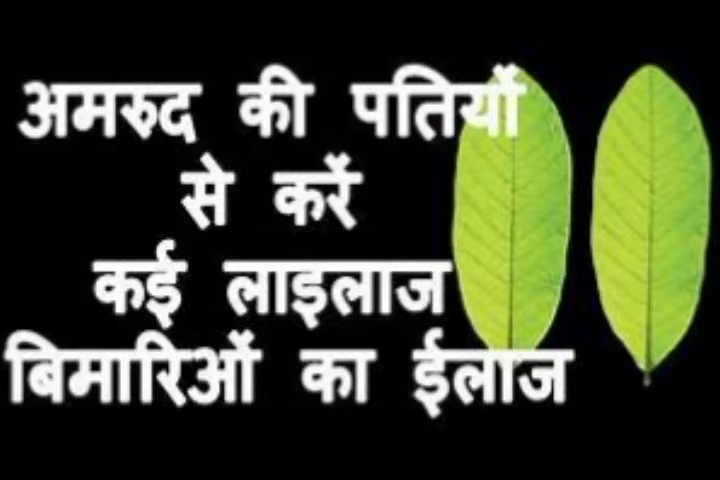 अमरुद की पतियों
से करें
कई लाइलाज
बिमारिओं का ईलाज